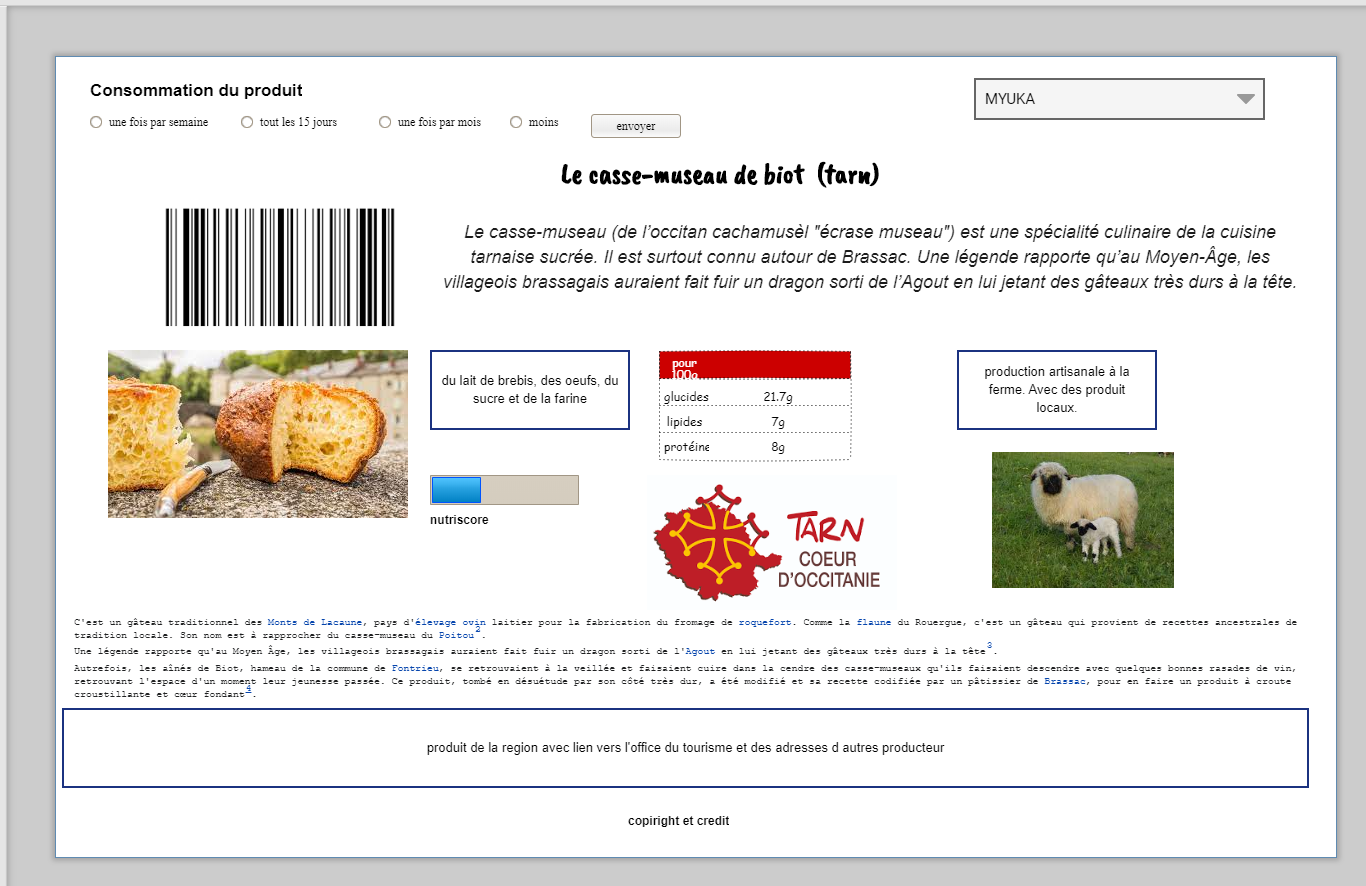 Consommation du produit
MYUKA
une fois par semaine
tout les 15 jours
une fois par mois
moins
envoyer
Le casse-museau de biot (tarn)
Le casse-museau (de l'occitan cachamusèl "écrase museau") est une spécialité culinaire de la cuisine
tarnaise sucrée. Il est surtout connu autour de Brassac. Une légende rapporte qu'au Moyen-Âge, les
villageois brassagais auraient fait fuir un dragon sorti de l'Agout en lui jetant des gâteaux très durs à la tête.
du lait de brebis, des oeufs, du
sucre et de la farine
pour
100g
glucides 21.7g
lipides 7g
protéine 8g
production artisanale à la
ferme. Avec des produit
locaux.
nutriscore
TARN
COEUR
D'OCCITANIE
C'est un gâteau traditionnel des Monts de Lacaune, pays d'élevage ovin laitier pour la fabrication du fromage de roquefort. Comme la flaune du Rouergue, c'est un gâteau qui provient de recettes ancestrales de
tradition locale. Son nom est à rapprocher du casse-museau du Poitou2.
Une légende rapporte qu'au Moyen Âge, les villageois brassagais auraient fait fuir un dragon sorti de l'Agout en lui jetant des gâteaux très durs à la tête3.
Autrefois, les aînés de Biot, hameau de la commune de Fontrieu, se retrouvaient à la veillée et faisaient cuire dans la cendre des casse-museaux qu'ils faisaient descendre avec quelques bonnes rasades de vin,
retrouvant l'espace d'un moment leur jeunesse passée. Ce produit, tombé en désuétude par son côté très dur, a été modifié et sa recette codifiée par un pâtissier de Brassac, pour en faire un produit à croute
croustillante et cœur fondant4.
produit de la region avec lien vers l'office du tourisme et des adresses d autres producteur
copiright et credit